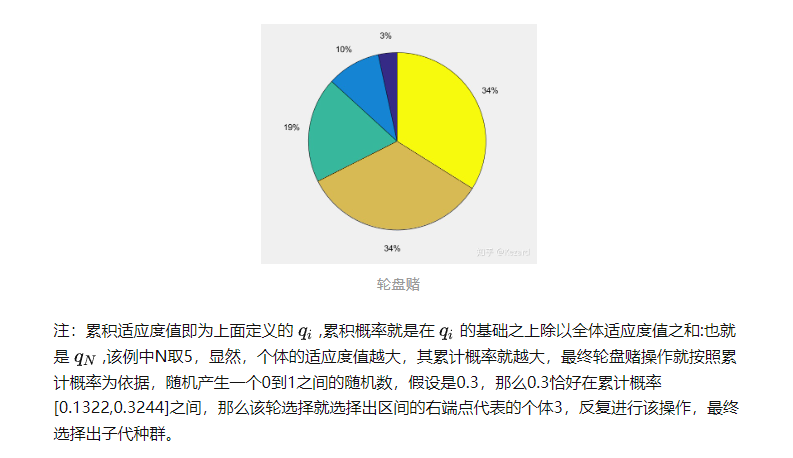 3%
10%
34%
19%
34%
知乎 @Kezard
轮盘赌
注：累积适应度值即为上面定义的 qᵢ ,累积概率就是在 qᵢ 的基础之上除以全体适应度值之和:也就
是 q_N ,该例中N取5，显然，个体的适应度值越大，其累计概率就越大，最终轮盘赌操作就按照累
计概率为依据，随机产生一个0到1之间的随机数，假设是0.3，那么0.3恰好在累计概率
[0.1322,0.3244]之间，那么该轮选择就选择出区间的右端点代表的个体3，反复进行该操作，最终
选择出子代种群。